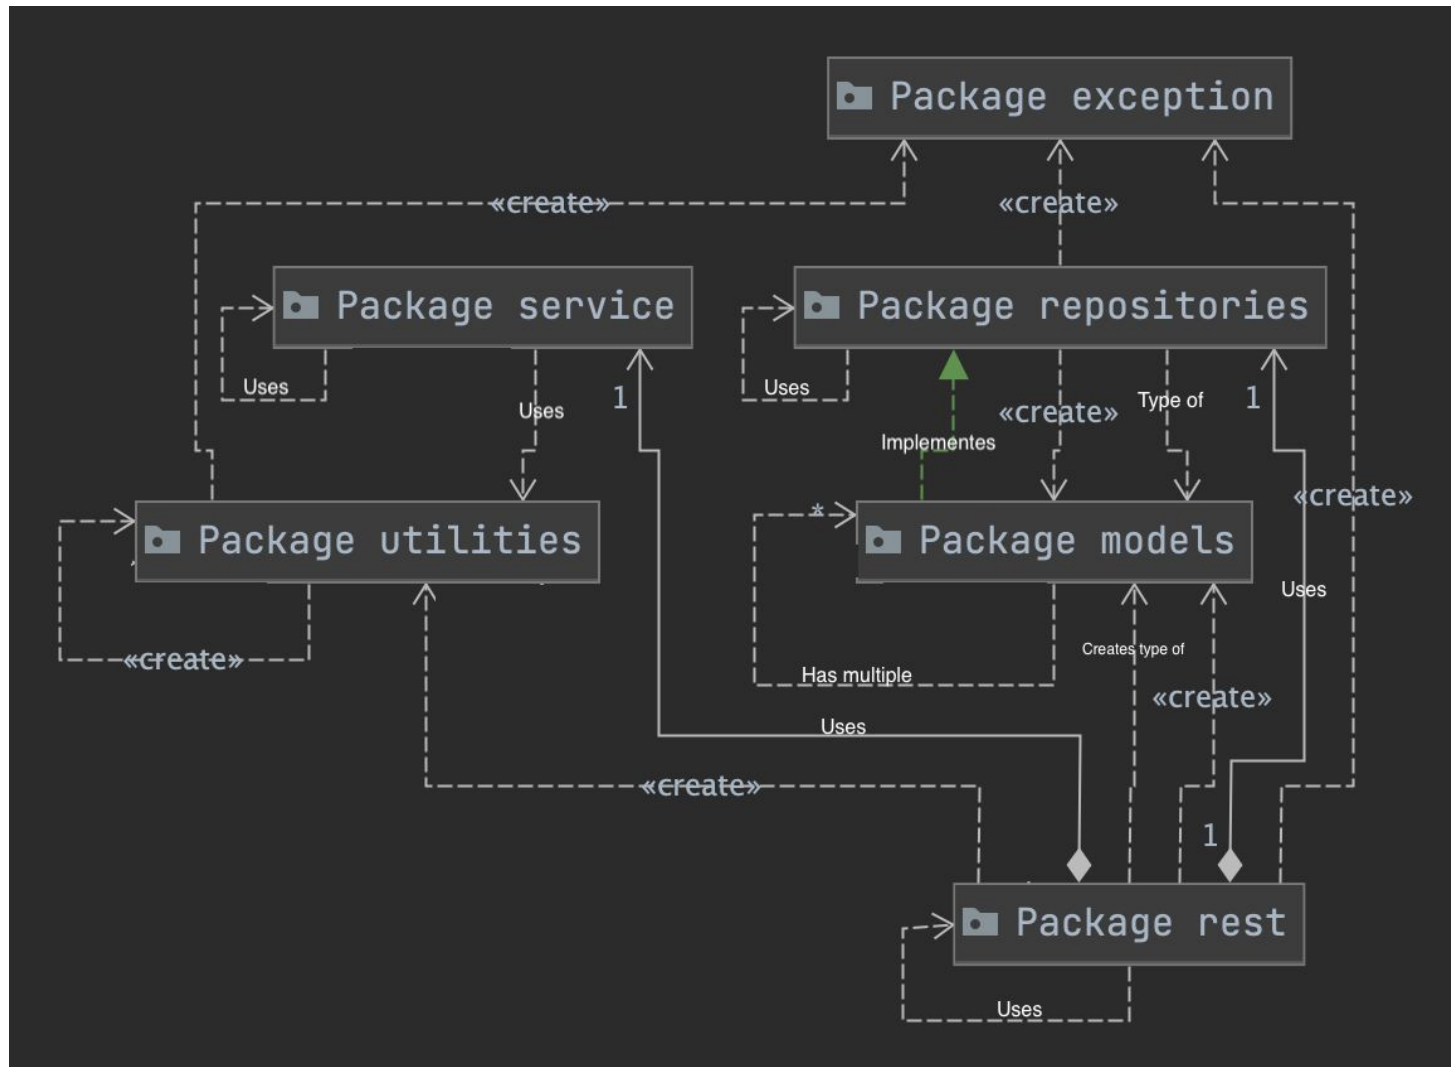 Package exception
«create»
«create»
Package service
Package repositories
Uses
Uses
1
Uses
«create»
Type of
1
Implementes
«create»
*
Package utilities
Package models
Uses
«create»
Creates type of
Has multiple
«create»
Uses
«create»
1
Package rest
Uses